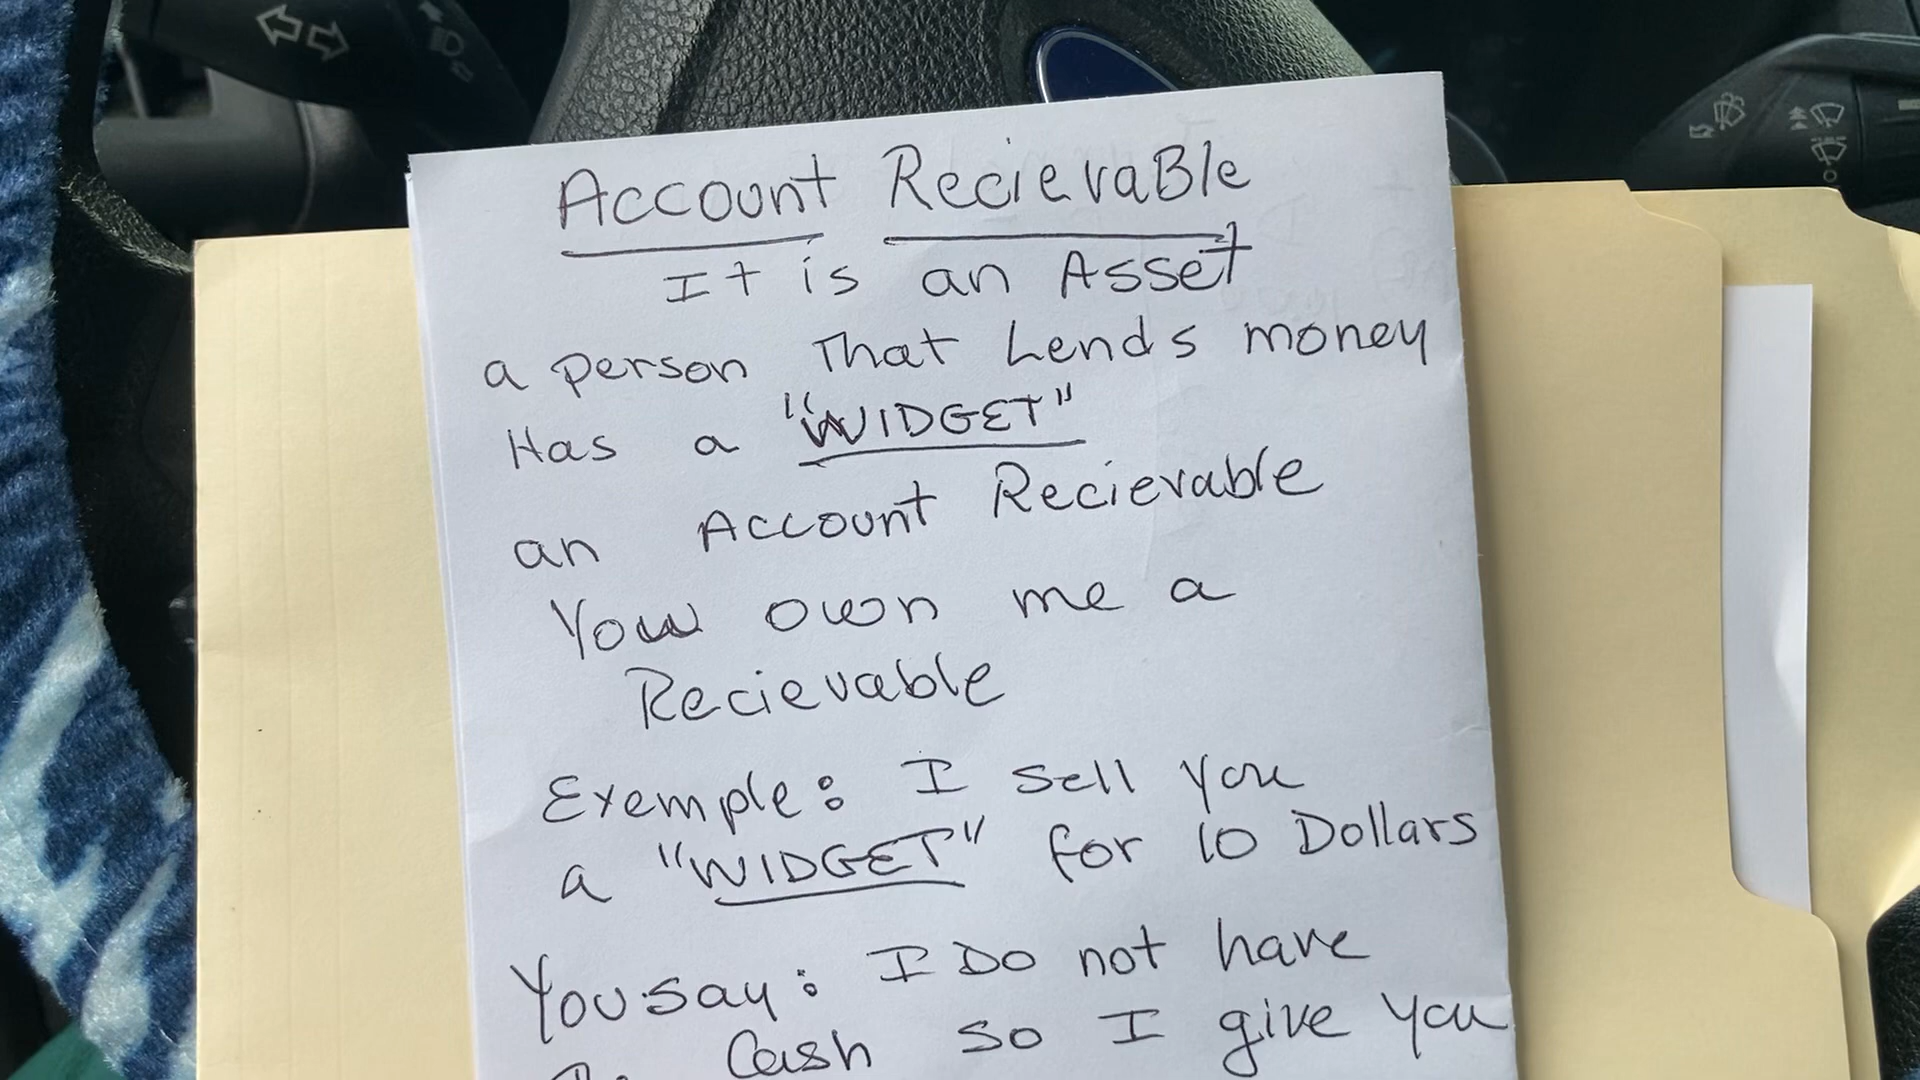 Account RecievaBle
It is an Asset
a person That Lends money
Has a "WIDGET"
an Account Recievable
You own me a
Recievable
Exemple: I sell you
a "WIDGET" for 10 Dollars
You say: I Do not have
Cash so I give you